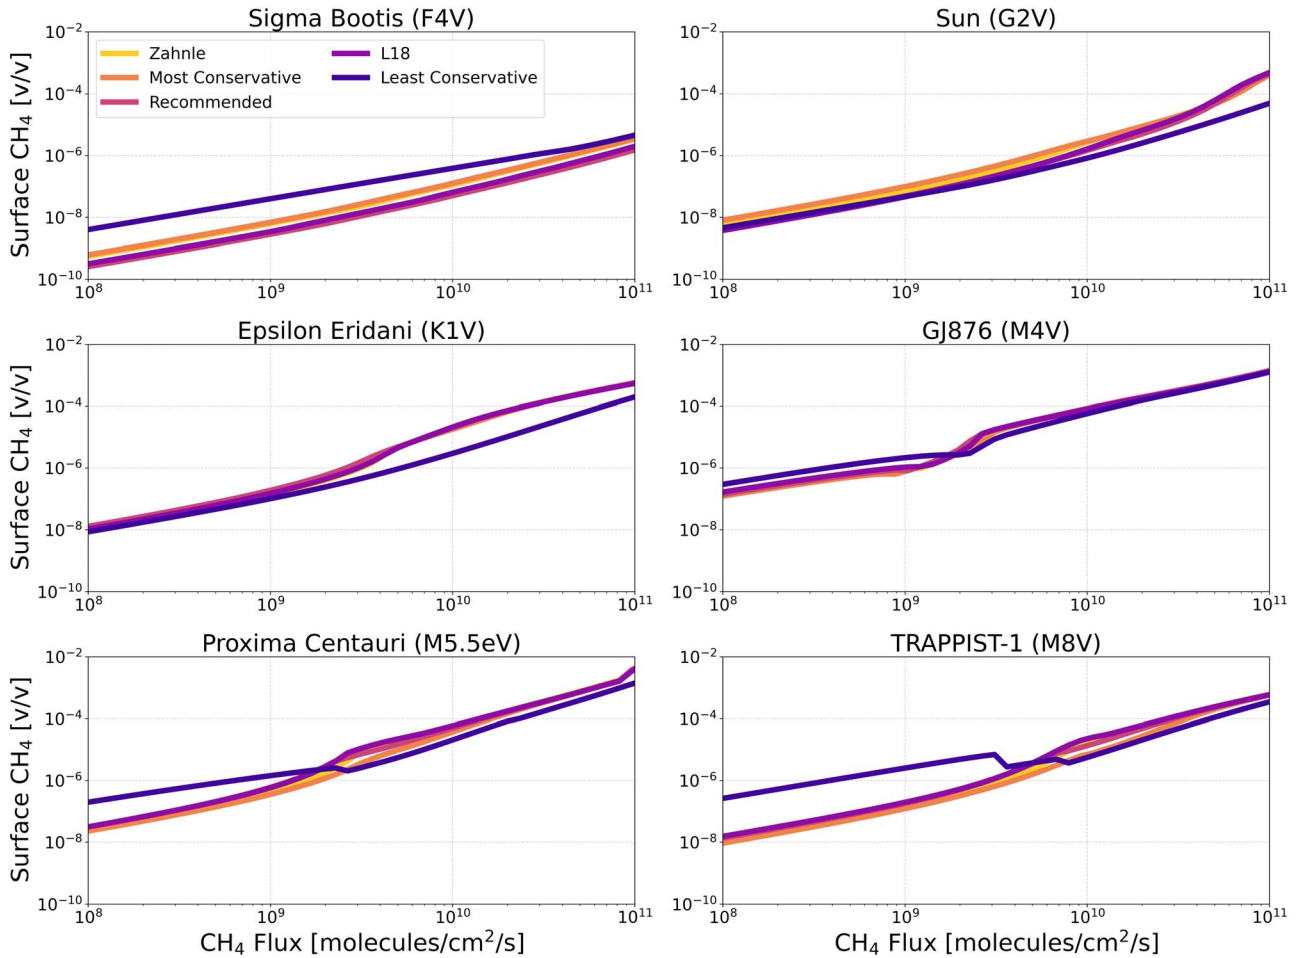 Sigma Bootis (F4V)
Surface CH₄ [v/v]
10⁻²
10⁻⁴
10⁻⁶
10⁻⁸
10⁻¹⁰
Zahnle
Most Conservative
Recommended
L18
Least Conservative
10⁸ 10⁹ 10¹⁰ 10¹¹
Sun (G2V)
10⁻²
10⁻⁴
10⁻⁶
10⁻⁸
10⁻¹⁰
10⁸ 10⁹ 10¹⁰ 10¹¹
Epsilon Eridani (K1V)
Surface CH₄ [v/v]
10⁻²
10⁻⁴
10⁻⁶
10⁻⁸
10⁻¹⁰
10⁸ 10⁹ 10¹⁰ 10¹¹
GJ876 (M4V)
10⁻²
10⁻⁴
10⁻⁶
10⁻⁸
10⁻¹⁰
10⁸ 10⁹ 10¹⁰ 10¹¹
Proxima Centauri (M5.5eV)
Surface CH₄ [v/v]
10⁻²
10⁻⁴
10⁻⁶
10⁻⁸
10⁻¹⁰
10⁸ 10⁹ 10¹⁰ 10¹¹
CH₄ Flux [molecules/cm²/s]
TRAPPIST-1 (M8V)
10⁻²
10⁻⁴
10⁻⁶
10⁻⁸
10⁻¹⁰
10⁸ 10⁹ 10¹⁰ 10¹¹
CH₄ Flux [molecules/cm²/s]